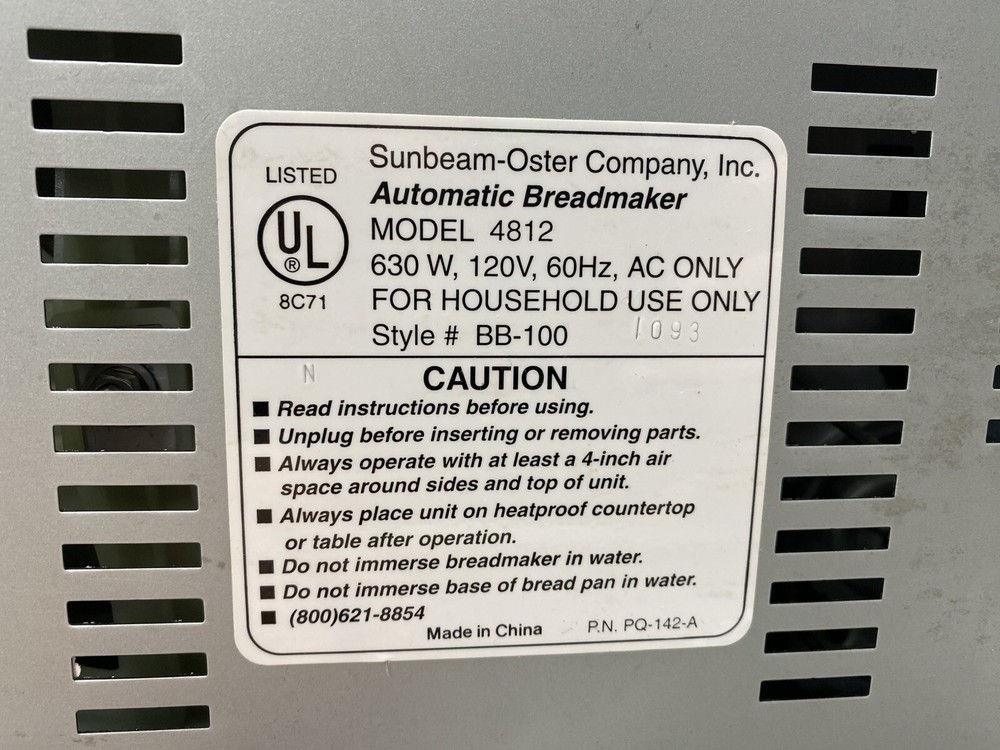 LISTED
UL
®
8C71
Sunbeam-Oster Company, Inc.
Automatic Breadmaker
MODEL 4812
630 W, 120V, 60Hz, AC ONLY
FOR HOUSEHOLD USE ONLY
Style # BB-100
1093
N
CAUTION
■ Read instructions before using.
■ Unplug before inserting or removing parts.
■ Always operate with at least a 4-inch air
space around sides and top of unit.
■ Always place unit on heatproof countertop
or table after operation.
■ Do not immerse breadmaker in water.
■ Do not immerse base of bread pan in water.
■ (800)621-8854
Made in China
P.N. PQ-142-A